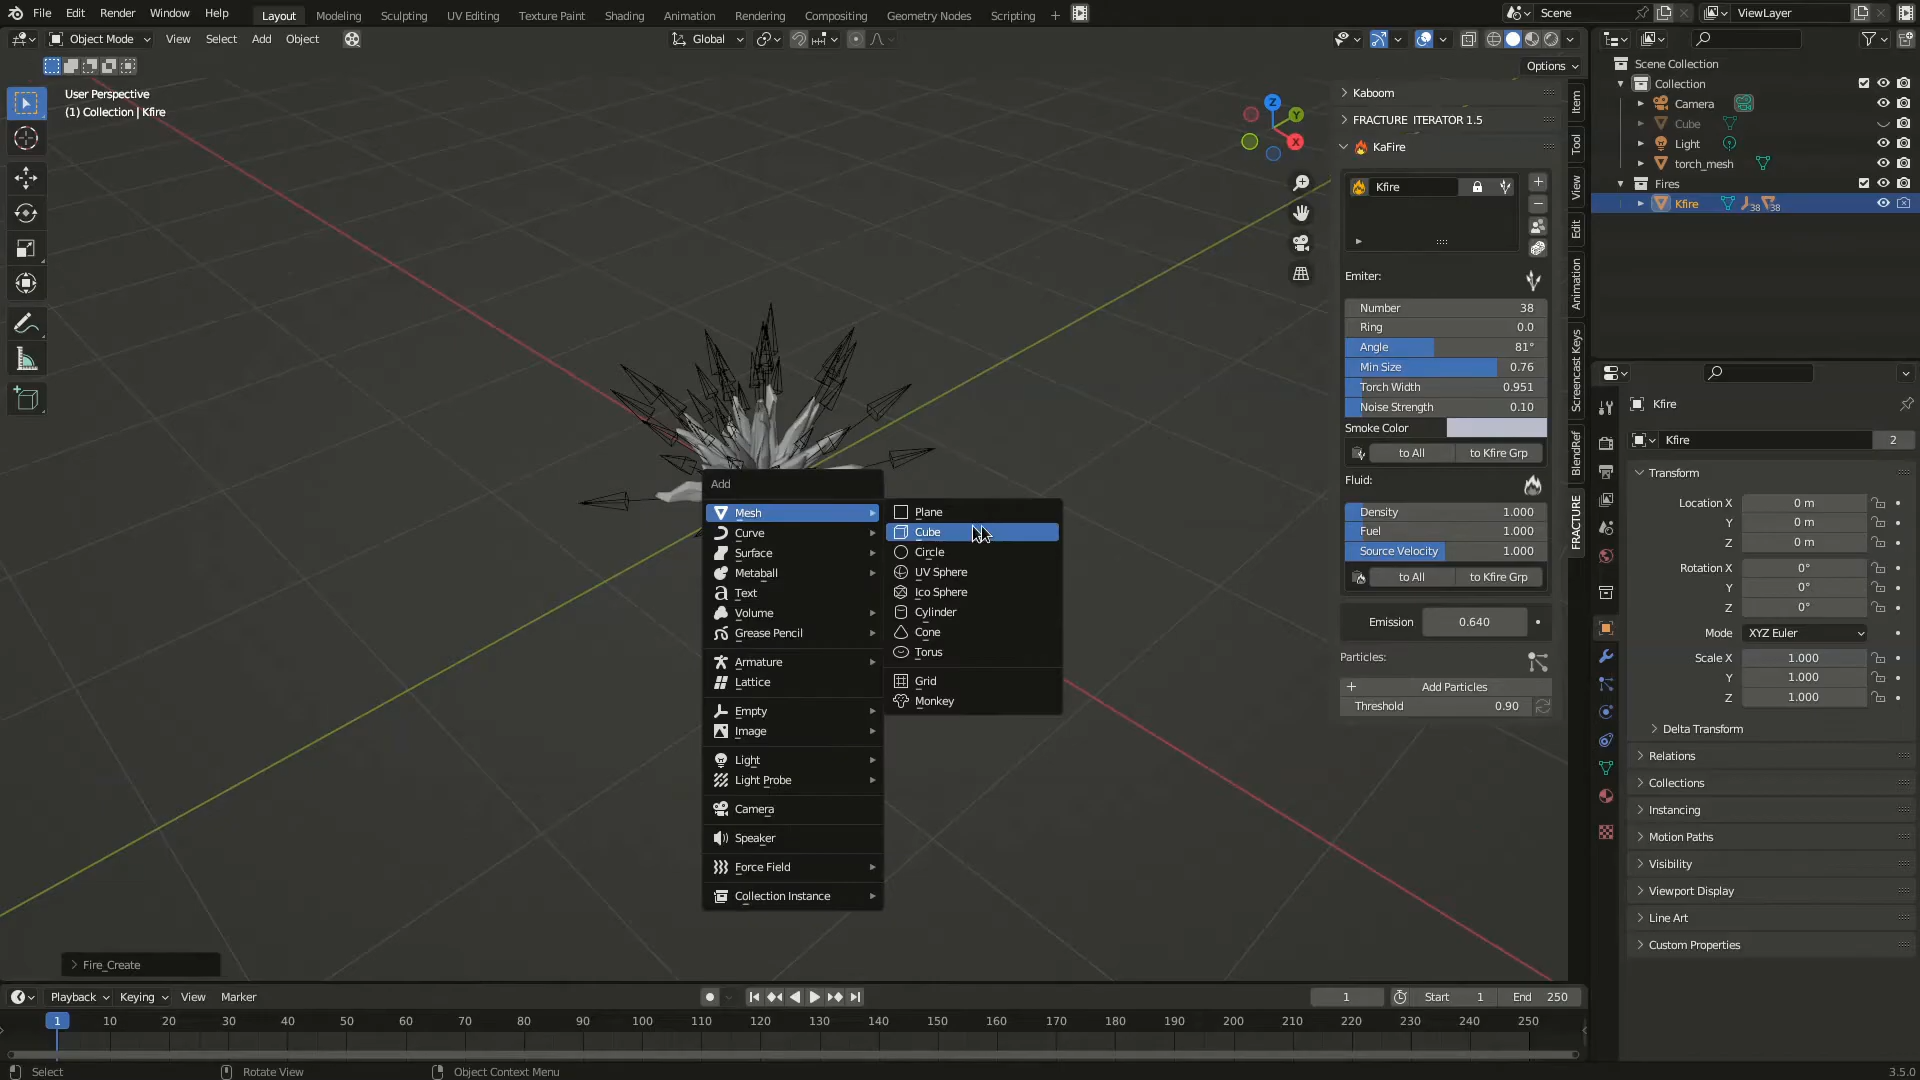 File Edit Render Window Help Layout Modeling Sculpting UV Editing Texture Paint Shading Animation Rendering Compositing Geometry Nodes Scripting + Scene ViewLayer
Object Mode View Select Add Object Global
Options
User Perspective
(1) Collection | Kfire
Z
Y
X
Kaboom
FRACTURE ITERATOR 1.5
KaFire
Kfire
Emiter:
Number 38
Ring 0.0
Angle 81°
Min Size 0.76
Torch Width 0.951
Noise Strength 0.10
Smoke Color
to All to Kfire Grp
Fluid:
Density 1.000
Fuel 1.000
Source Velocity 1.000
to All to Kfire Grp
Emission 0.640
Particles:
Add Particles
Threshold 0.90
Item
Tool
View
Edit
Animation
Screencast Keys
BlendRef
FRACTURE
Add
Mesh
Curve
Surface
Metaball
Text
Volume
Grease Pencil
Armature
Lattice
Empty
Image
Light
Light Probe
Camera
Speaker
Force Field
Collection Instance
Plane
Cube
Circle
UV Sphere
Ico Sphere
Cylinder
Cone
Torus
Grid
Monkey
Scene Collection
Collection
Camera
Cube
Light
torch_mesh
Fires
Kfire 38 38
Kfire
Kfire 2
Transform
Location X 0 m
Y 0 m
Z 0 m
Rotation X 0°
Y 0°
Z 0°
Mode XYZ Euler
Scale X 1.000
Y 1.000
Z 1.000
Delta Transform
Relations
Collections
Instancing
Motion Paths
Visibility
Viewport Display
Line Art
Custom Properties
Fire_Create
Playback Keying View Marker 1 Start 1 End 250
1 10 20 30 40 50 60 70 80 90 100 110 120 130 140 150 160 170 180 190 200 210 220 230 240 250
Select Rotate View Object Context Menu 3.5.0